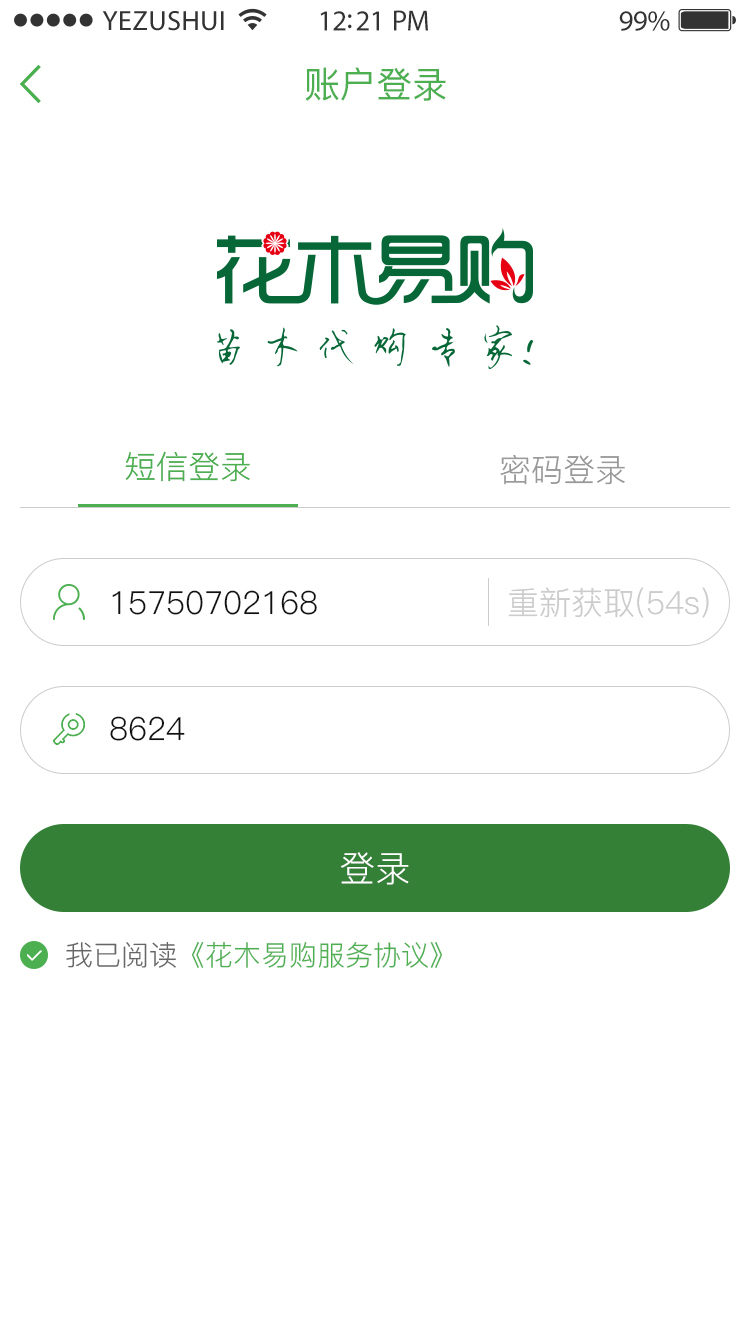 ●●●●● YEZUSHUI 12:21 PM 99%
账户登录
花木易购
苗木代购专家!
短信登录 密码登录
15750702168 重新获取(54s)
8624
登录
我已阅读《花木易购服务协议》